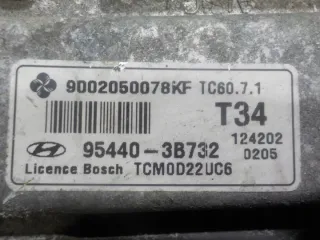 9002050078KF TC60.7.1
T34
124202
95440-3B732 0205
Licence Bosch TCM0D22UC6